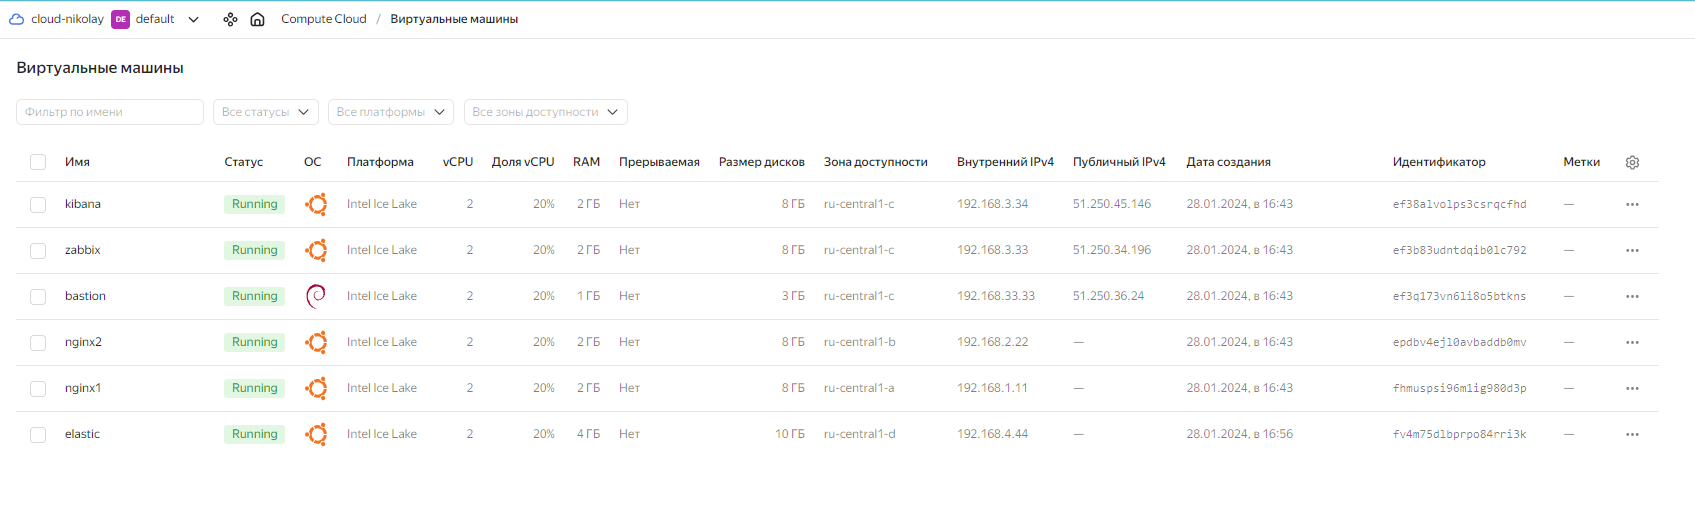 cloud-nikolay DE default Compute Cloud / Виртуальные машины
Виртуальные машины
Фильтр по имени Все статусы Все платформы Все зоны доступности
Имя Статус ОС Платформа vCPU Доля vCPU RAM Прерываемая Размер дисков Зона доступности Внутренний IPv4 Публичный IPv4 Дата создания Идентификатор Метки
kibana Running Intel Ice Lake 2 20% 2 ГБ Нет 8 ГБ ru-central1-c 192.168.3.34 51.250.45.146 28.01.2024, в 16:43 ef38alvolps3csrqcfhd —
zabbix Running Intel Ice Lake 2 20% 2 ГБ Нет 8 ГБ ru-central1-c 192.168.3.33 51.250.34.196 28.01.2024, в 16:43 ef3b83udntdqib0lc792 —
bastion Running Intel Ice Lake 2 20% 1 ГБ Нет 3 ГБ ru-central1-c 192.168.33.33 51.250.36.24 28.01.2024, в 16:43 ef3q173vn6li8o5btkns —
nginx2 Running Intel Ice Lake 2 20% 2 ГБ Нет 8 ГБ ru-central1-b 192.168.2.22 — 28.01.2024, в 16:43 epdbv4ejl0avbaddb0mv —
nginx1 Running Intel Ice Lake 2 20% 2 ГБ Нет 8 ГБ ru-central1-a 192.168.1.11 — 28.01.2024, в 16:43 fhmuspsi96m1ig980d3p —
elastic Running Intel Ice Lake 2 20% 4 ГБ Нет 10 ГБ ru-central1-d 192.168.4.44 — 28.01.2024, в 16:56 fv4m75dlbprpo84rri3k —